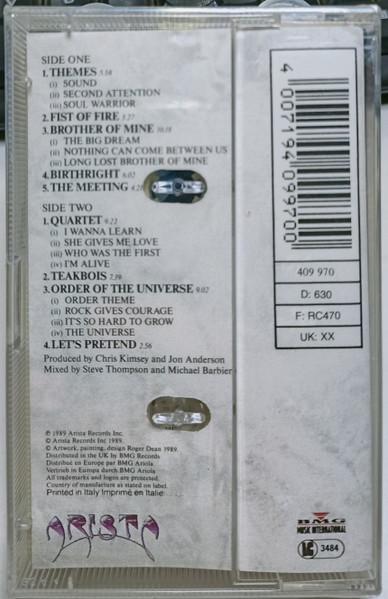 SIDE ONE
1. THEMES 5.58
(i) SOUND
(ii) SECOND ATTENTION
(iii) SOUL WARRIOR
2. FIST OF FIRE 3.27
3. BROTHER OF MINE 10.18
(i) THE BIG DREAM
(ii) NOTHING CAN COME BETWEEN US
(iii) LONG LOST BROTHER OF MINE
4. BIRTHRIGHT 6.02
5. THE MEETING 4.21
SIDE TWO
1. QUARTET 9.22
(i) I WANNA LEARN
(ii) SHE GIVES ME LOVE
(iii) WHO WAS THE FIRST
(iv) I'M ALIVE
2. TEAKBOIS 7.39
3. ORDER OF THE UNIVERSE 9.02
(i) ORDER THEME
(ii) ROCK GIVES COURAGE
(iii) IT'S SO HARD TO GROW
(iv) THE UNIVERSE
4. LET'S PRETEND 2.56
Produced by Chris Kimsey and Jon Anderson
Mixed by Steve Thompson and Michael Barbier
℗ 1989 Arista Records Inc.
© Arista Records Inc 1989.
© Artwork, painting, design Roger Dean 1989.
Distributed in the UK by BMG Records
Distribué en Europe par BMG Ariola
Vertrieb in Europa durch BMG Ariola
All trademarks and logos are protected.
Country of manufacture as stated on label.
Printed in Italy Imprimé en Italie
ARISTA
4 007194 099700
409 970
D: 630
F: RC470
UK: XX
BMG
MUSIC INTERNATIONAL
LC 3484